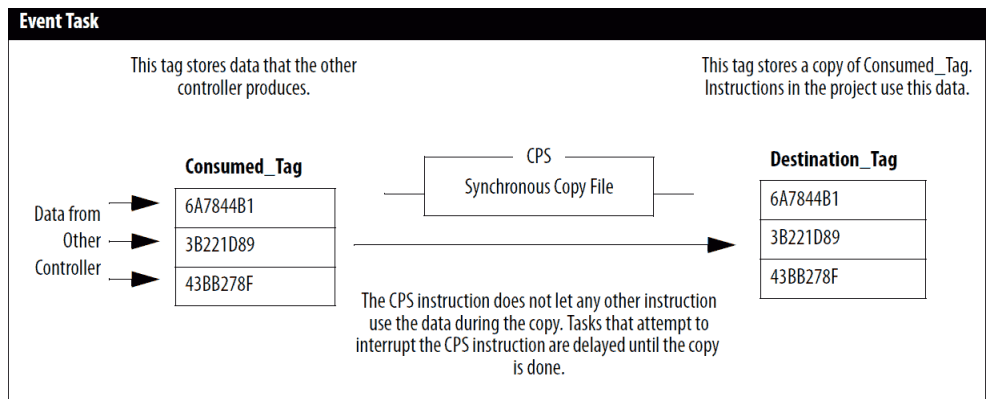 Event Task
This tag stores data that the other
controller produces.
This tag stores a copy of Consumed_Tag.
Instructions in the project use this data.
Consumed_Tag
CPS
Synchronous Copy File
Destination_Tag
Data from
Other
Controller
6A7844B1
3B221D89
43BB278F
6A7844B1
3B221D89
43BB278F
The CPS instruction does not let any other instruction
use the data during the copy. Tasks that attempt to
interrupt the CPS instruction are delayed until the copy
is done.